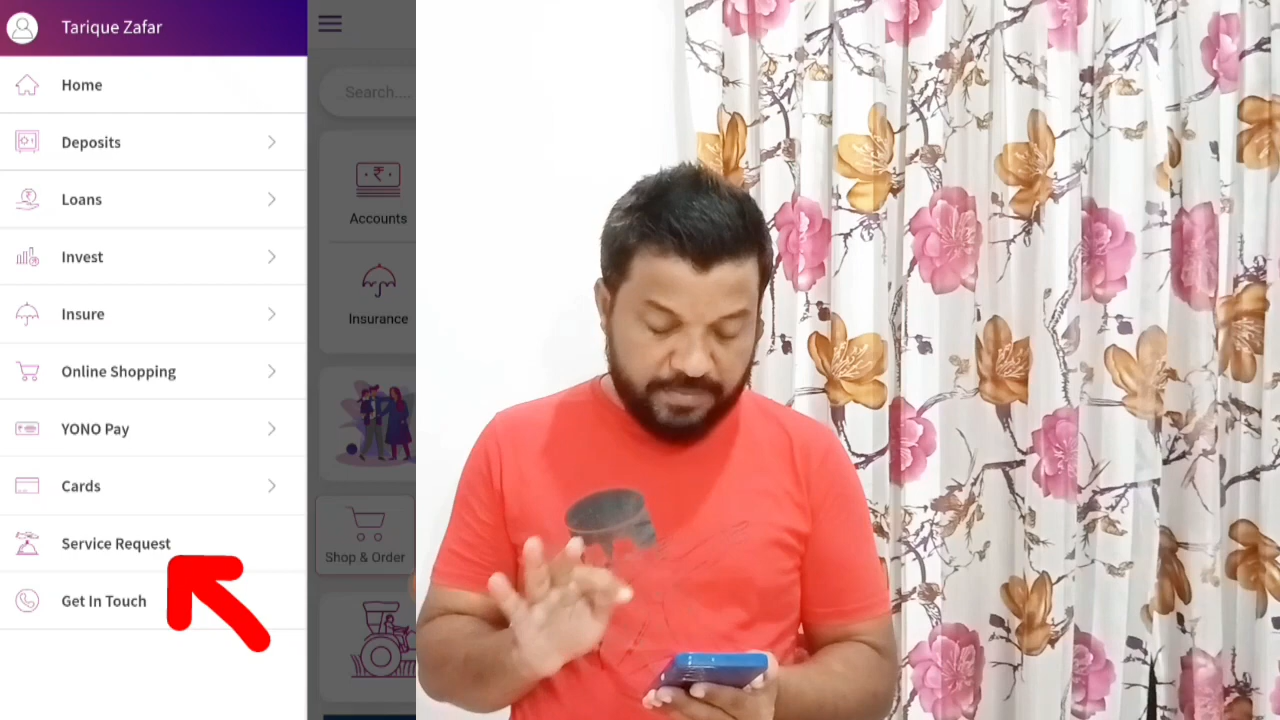 Tarique Zafar
Home
Deposits
Loans
Invest
Insure
Online Shopping
YONO Pay
Cards
Service Request
Get In Touch
Search....
Accounts
Insurance
Shop & Order